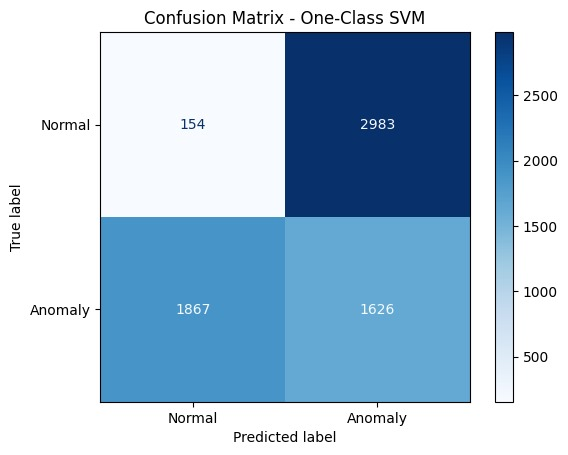 Confusion Matrix - One-Class SVM
True label
Normal
154
2983
Anomaly
1867
1626
Normal
Anomaly
Predicted label
2500
2000
1500
1000
500